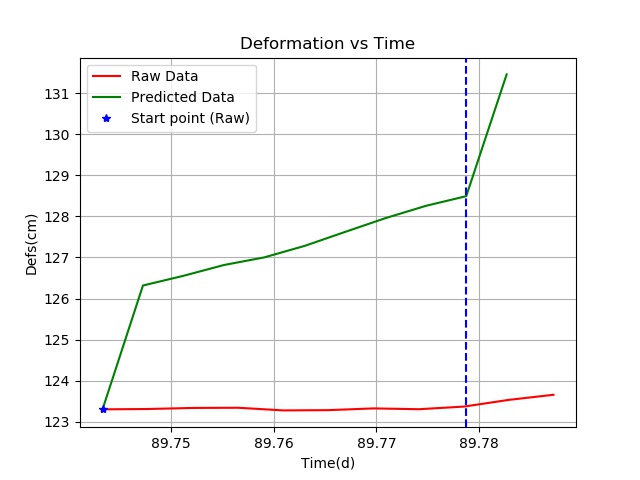 Deformation vs Time
Raw Data
Predicted Data
Start point (Raw)
131
130
129
128
127
126
125
124
123
Defs(cm)
89.75 89.76 89.77 89.78
Time(d)